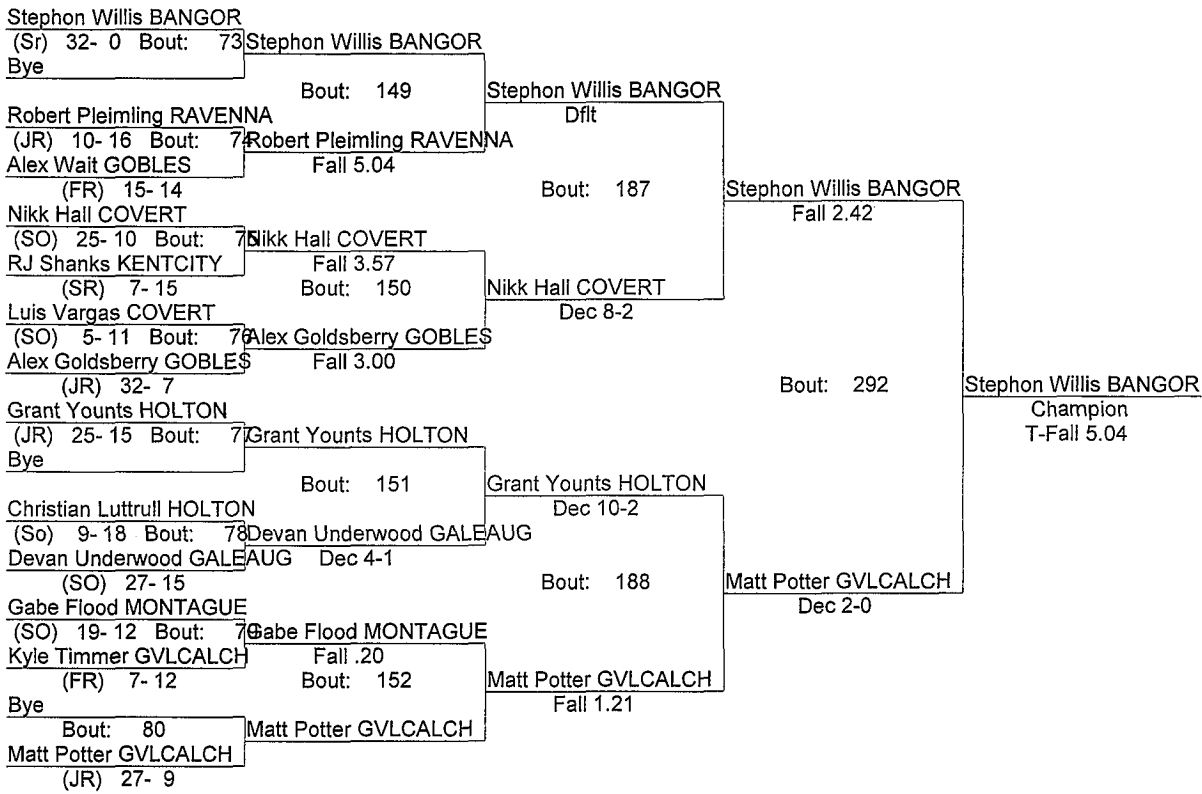 Stephon Willis BANGOR
(Sr) 32- 0 Bout: 73 Stephon Willis BANGOR
Bye
Bout: 149 Stephon Willis BANGOR
Dflt
Robert Pleimling RAVENNA
(JR) 10- 16 Bout: 74 Robert Pleimling RAVENNA
Alex Wait GOBLES Fall 5.04
(FR) 15- 14
Bout: 187 Stephon Willis BANGOR
Fall 2.42
Nikk Hall COVERT
(SO) 25- 10 Bout: 75 Nikk Hall COVERT
RJ Shanks KENTCITY Fall 3.57
(SR) 7- 15 Bout: 150 Nikk Hall COVERT
Dec 8-2
Luis Vargas COVERT
(SO) 5- 11 Bout: 76 Alex Goldsberry GOBLES
Alex Goldsberry GOBLES Fall 3.00
(JR) 32- 7
Bout: 292 Stephon Willis BANGOR
Champion
T-Fall 5.04
Grant Younts HOLTON
(JR) 25- 15 Bout: 77 Grant Younts HOLTON
Bye
Bout: 151 Grant Younts HOLTON
Dec 10-2
Christian Luttrull HOLTON
(So) 9- 18 Bout: 78 Devan Underwood GALEAUG
Devan Underwood GALEAUG Dec 4-1
(SO) 27- 15
Bout: 188 Matt Potter GVLCALCH
Dec 2-0
Gabe Flood MONTAGUE
(SO) 19- 12 Bout: 79 Gabe Flood MONTAGUE
Kyle Timmer GVLCALCH Fall .20
(FR) 7- 12 Bout: 152 Matt Potter GVLCALCH
Fall 1.21
Bye
Bout: 80 Matt Potter GVLCALCH
Matt Potter GVLCALCH
(JR) 27- 9